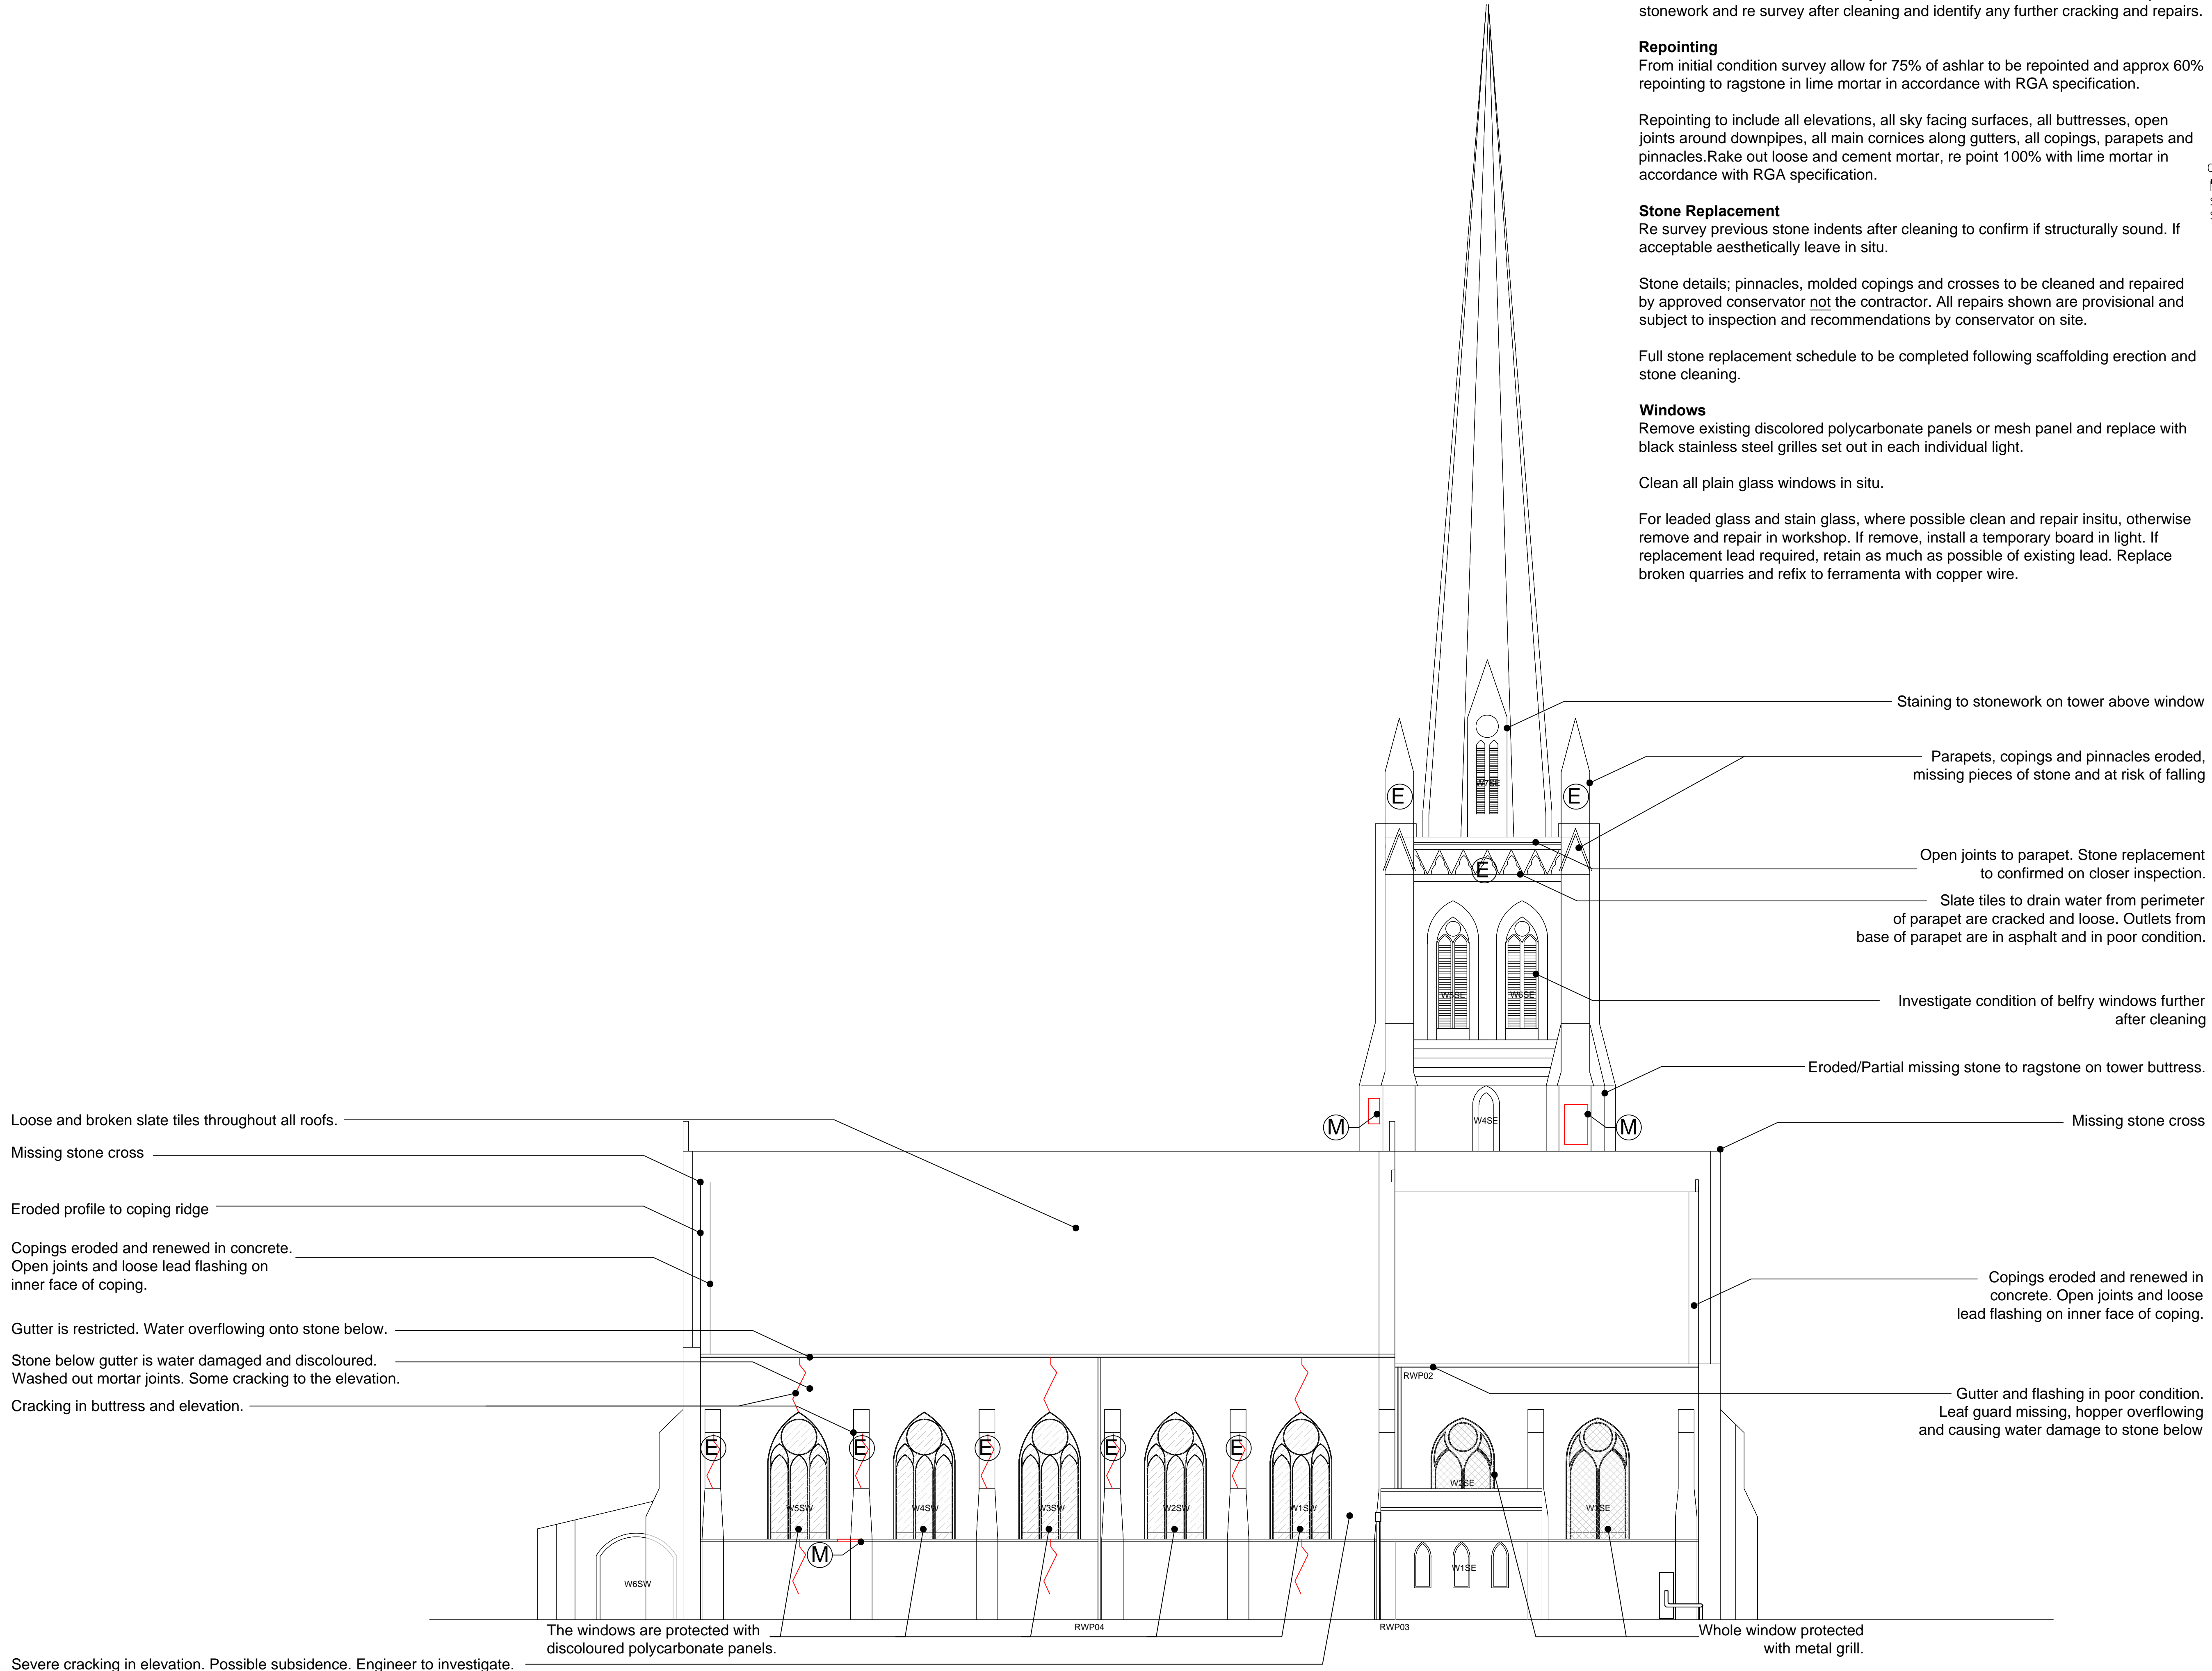 stonework and re survey after cleaning and identify any further cracking and repairs.
Repointing
From initial condition survey allow for 75% of ashlar to be repointed and approx 60%
repointing to ragstone in lime mortar in accordance with RGA specification.
Repointing to include all elevations, all sky facing surfaces, all buttresses, open
joints around downpipes, all main cornices along gutters, all copings, parapets and
pinnacles.Rake out loose and cement mortar, re point 100% with lime mortar in
accordance with RGA specification.
Stone Replacement
Re survey previous stone indents after cleaning to confirm if structurally sound. If
acceptable aesthetically leave in situ.
Stone details; pinnacles, molded copings and crosses to be cleaned and repaired
by approved conservator not the contractor. All repairs shown are provisional and
subject to inspection and recommendations by conservator on site.
Full stone replacement schedule to be completed following scaffolding erection and
stone cleaning.
Windows
Remove existing discolored polycarbonate panels or mesh panel and replace with
black stainless steel grilles set out in each individual light.
Clean all plain glass windows in situ.
For leaded glass and stain glass, where possible clean and repair insitu, otherwise
remove and repair in workshop. If remove, install a temporary board in light. If
replacement lead required, retain as much as possible of existing lead. Replace
broken quarries and refix to ferramenta with copper wire.
Staining to stonework on tower above window
Parapets, copings and pinnacles eroded,
missing pieces of stone and at risk of falling
W7SE
E
E
Open joints to parapet. Stone replacement
to confirmed on closer inspection.
E
Slate tiles to drain water from perimeter
of parapet are cracked and loose. Outlets from
base of parapet are in asphalt and in poor condition.
W5SE
W6SE
Investigate condition of belfry windows further
after cleaning
Eroded/Partial missing stone to ragstone on tower buttress.
M
W4SE
M
Missing stone cross
Loose and broken slate tiles throughout all roofs.
Missing stone cross
Eroded profile to coping ridge
Copings eroded and renewed in concrete.
Open joints and loose lead flashing on
inner face of coping.
Copings eroded and renewed in
concrete. Open joints and loose
lead flashing on inner face of coping.
Gutter is restricted. Water overflowing onto stone below.
Stone below gutter is water damaged and discoloured.
Washed out mortar joints. Some cracking to the elevation.
Cracking in buttress and elevation.
RWP02
Gutter and flashing in poor condition.
Leaf guard missing, hopper overflowing
and causing water damage to stone below
E
E
E
E
E
W2SE
W5SW
W4SW
W3SW
W2SW
W1SW
W3SE
M
W1SE
W6SW
RWP04
RWP03
The windows are protected with
discoloured polycarbonate panels.
Whole window protected
with metal grill.
Severe cracking in elevation. Possible subsidence. Engineer to investigate.